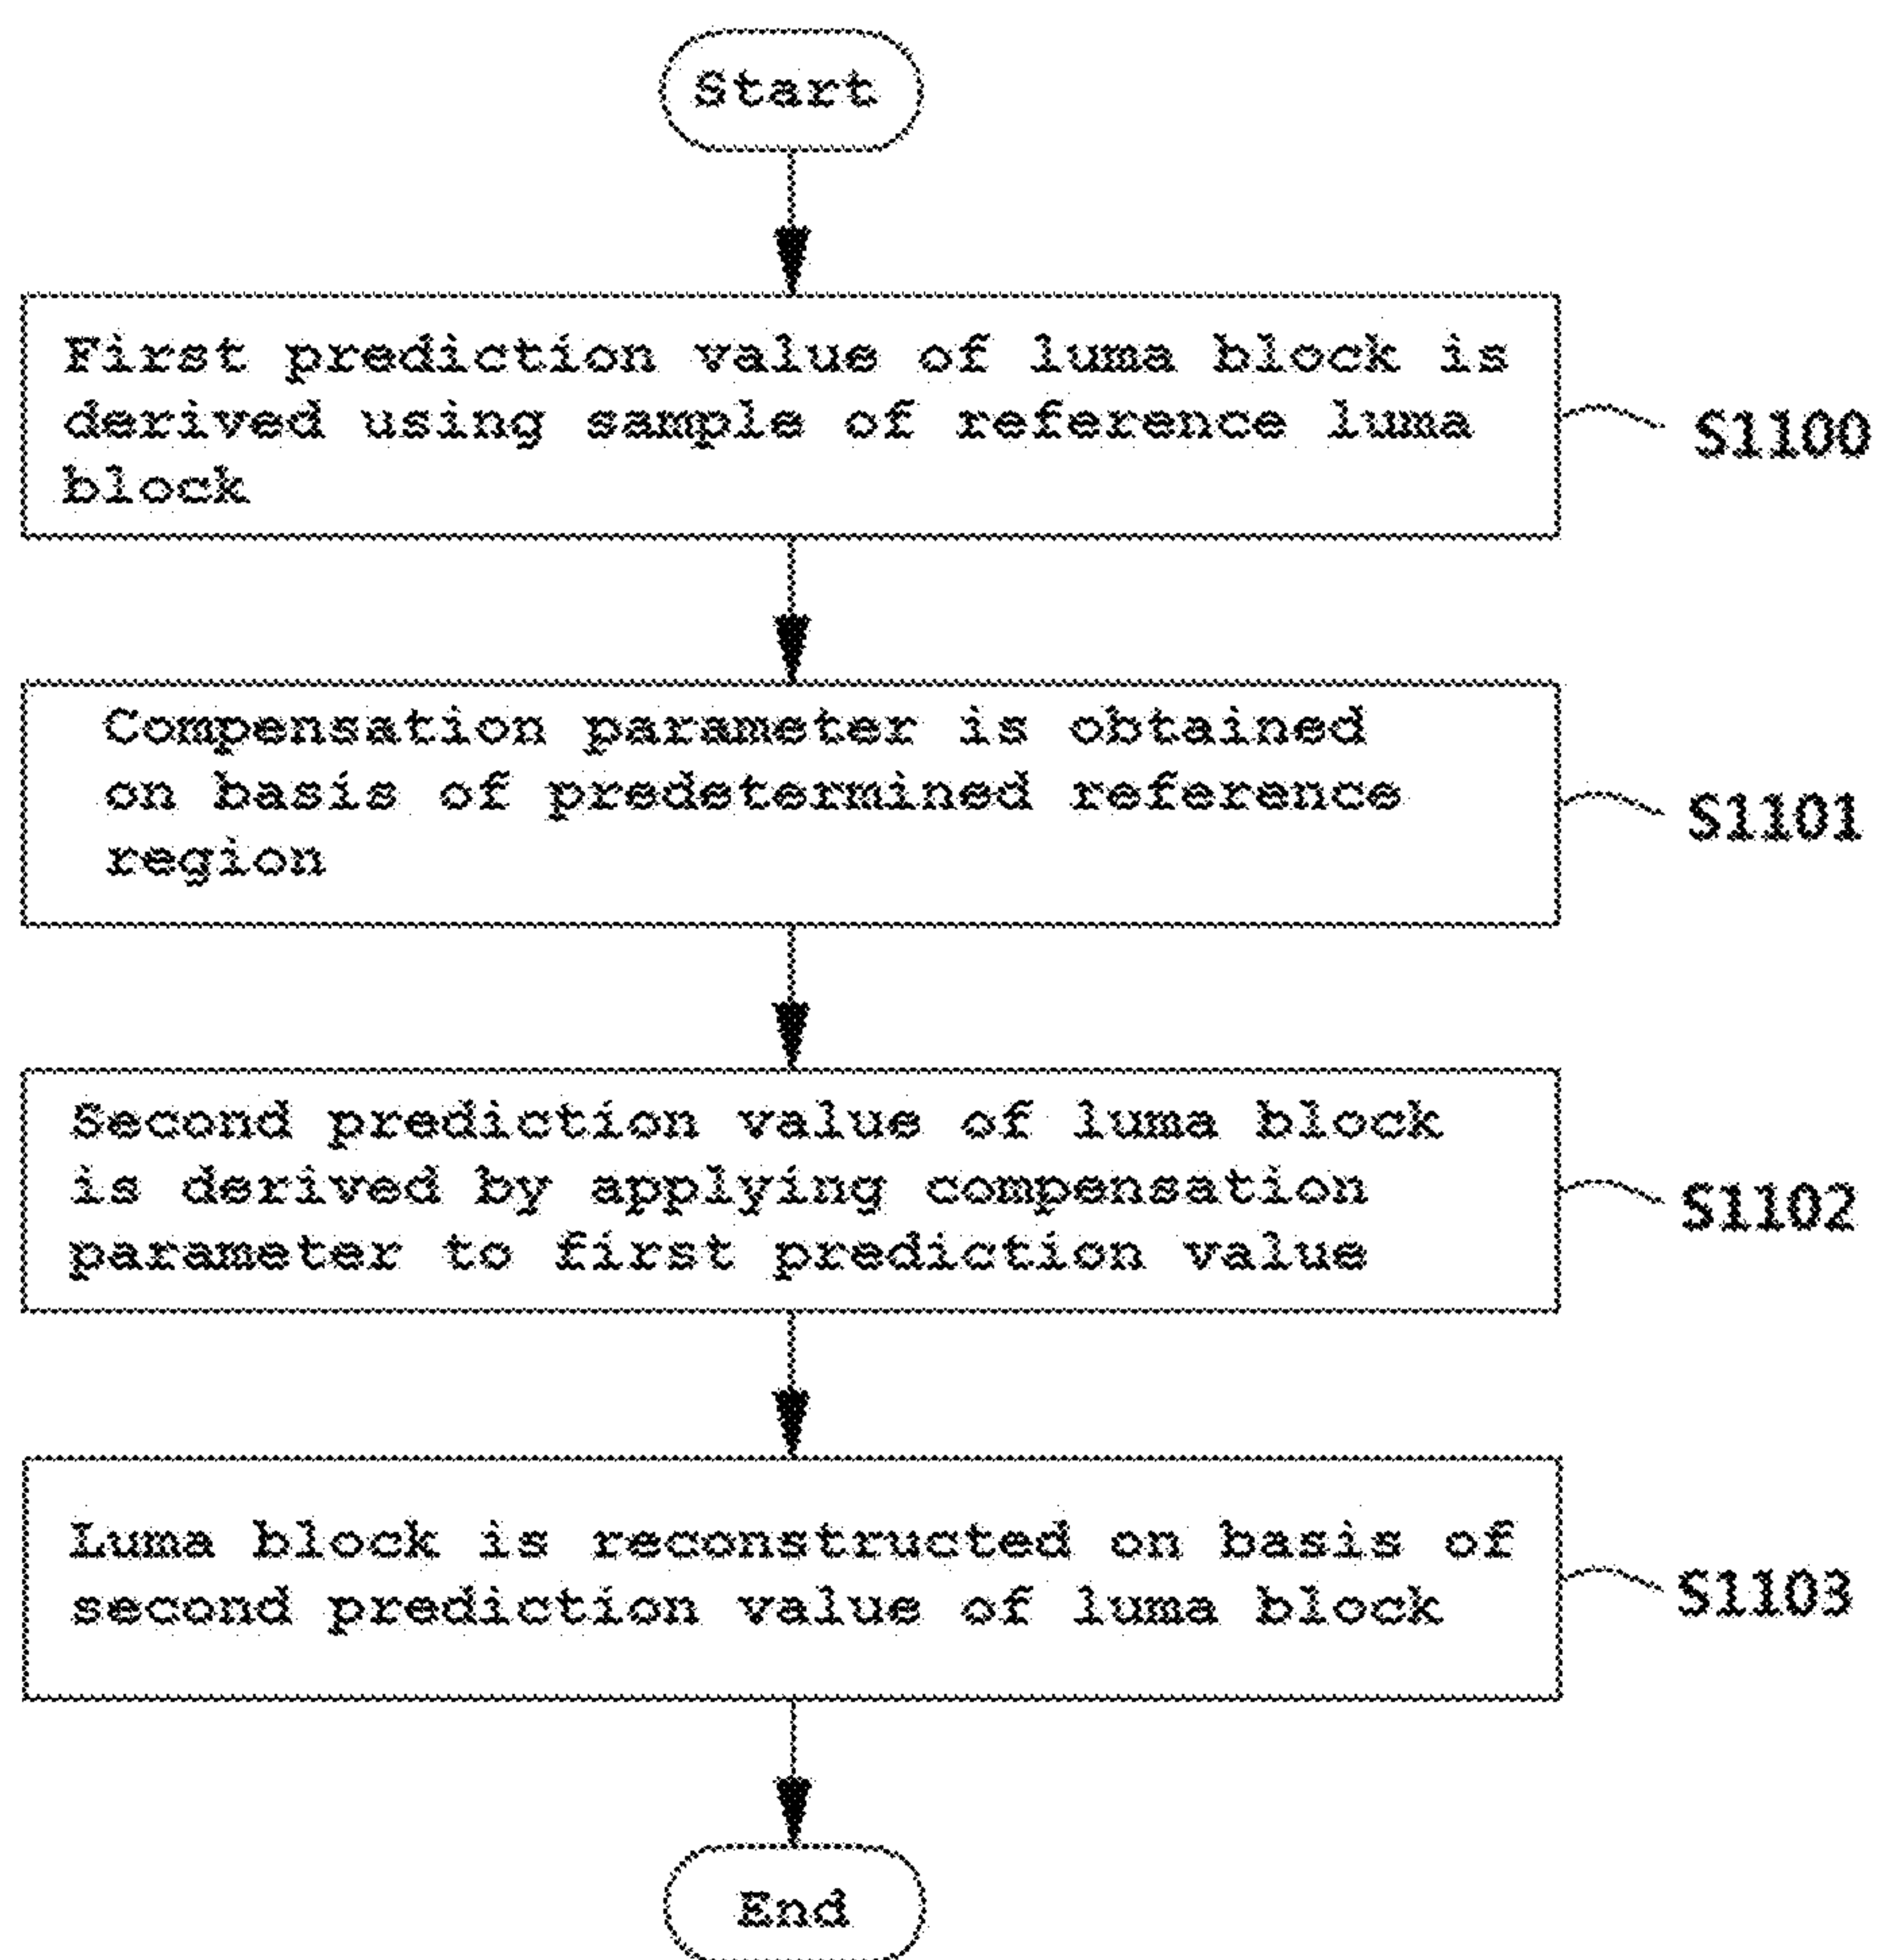 Start
First prediction value of luma block is
derived using sample of reference luma
block
S1100
Compensation parameter is obtained
on basis of predetermined reference
region
S1101
Second prediction value of luma block
is derived by applying compensation
parameter to first prediction value
S1102
Luma block is reconstructed on basis of
second prediction value of luma block
S1103
End